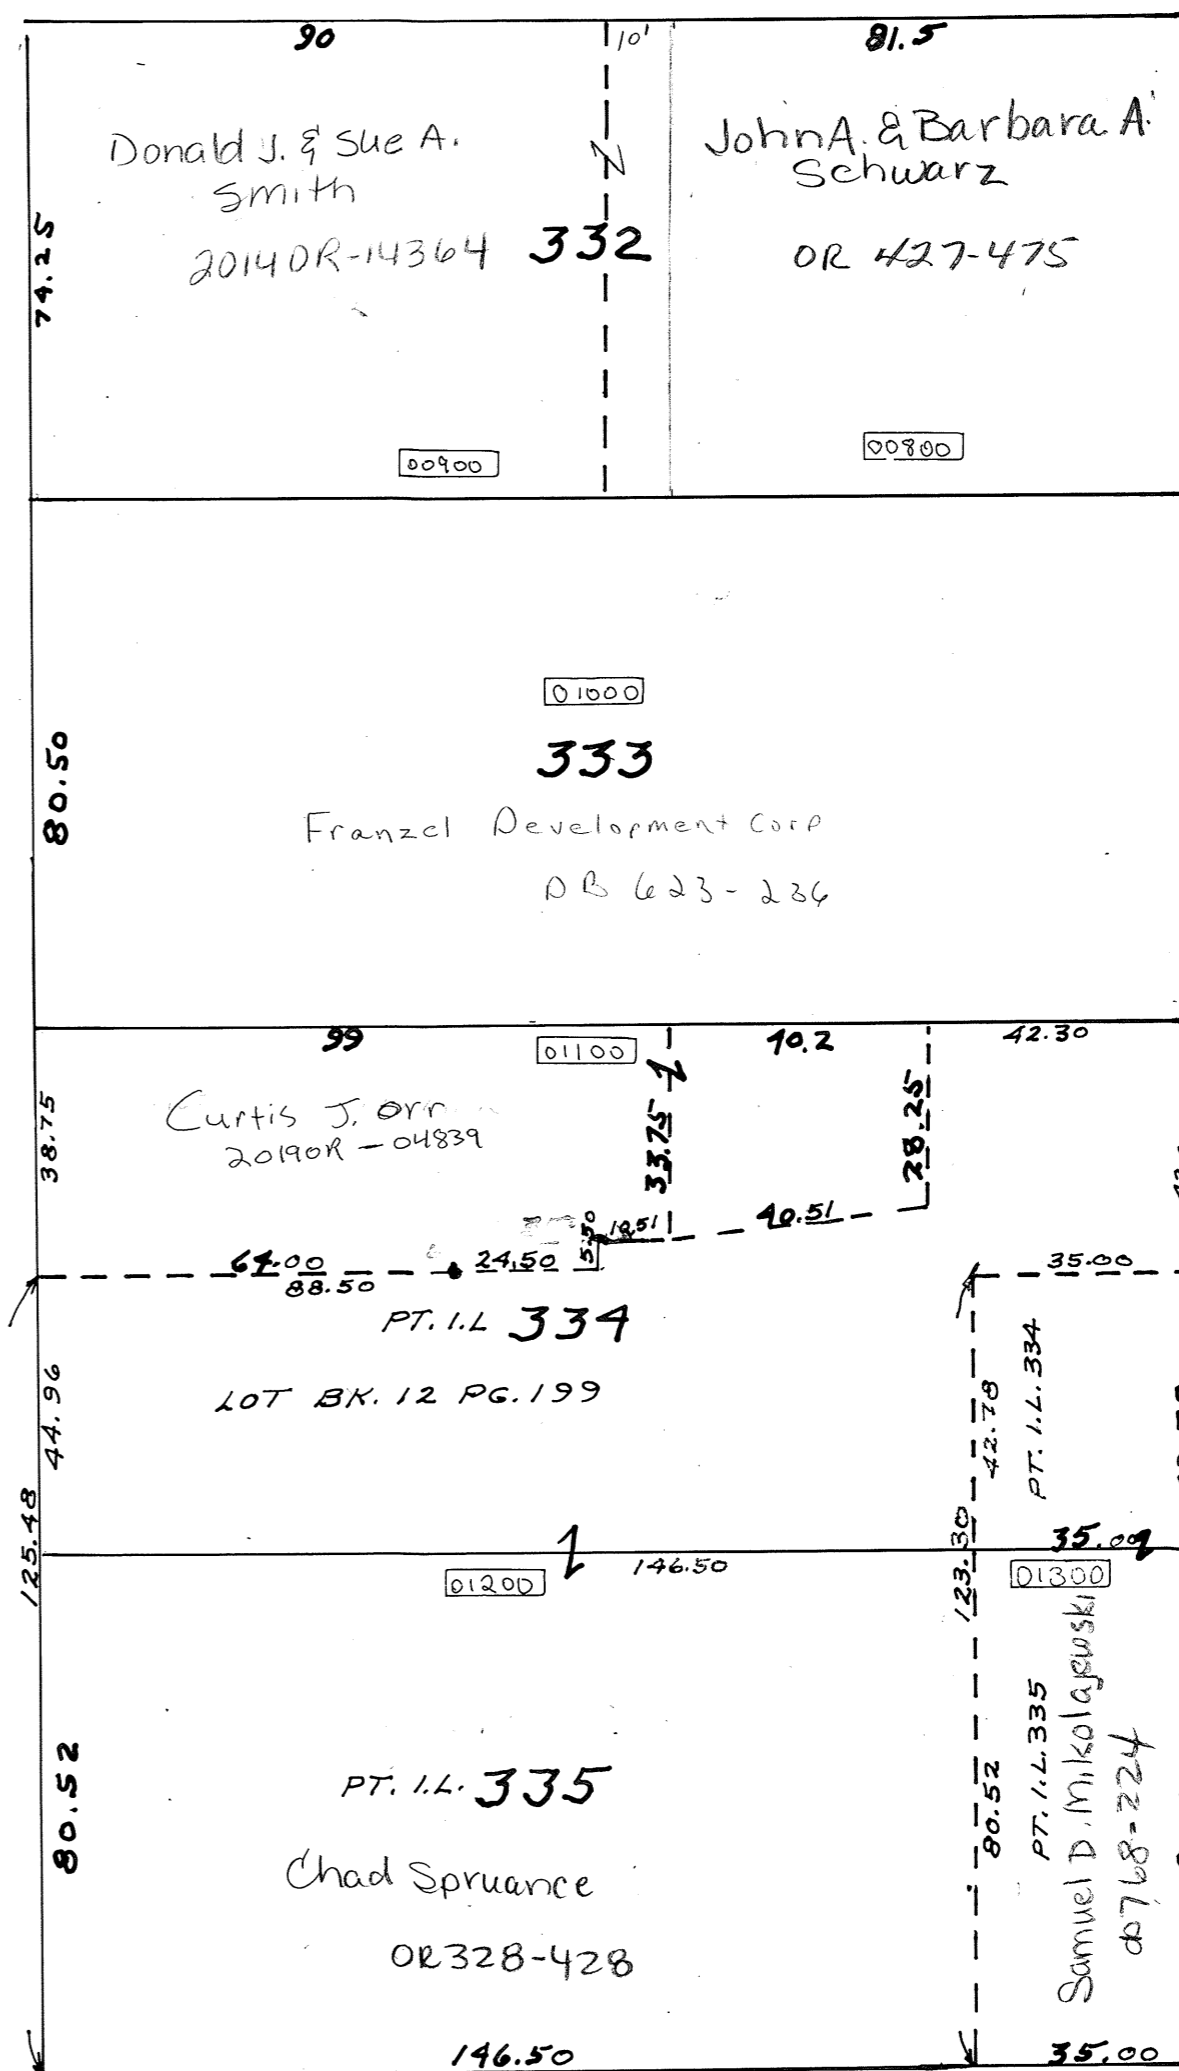 90
10'
81.5
Donald J. & Sue A.
Smith
2014OR-14364
332
John A. & Barbara A.
Schwarz
OR 427-475
74.25
00900
00800
01000
333
80.50
Franzel Development Corp
DB 623-236
99
01100
40.2
42.30
Curtis J. Orr
2019OR-04839
38.75
33.75
28.25
5.50
10.51
40.51
64.00
24.50
88.50
35.00
PT. I.L 334
LOT BK. 12 PG. 199
44.96
125.48
42.78
PT. I.L. 334
123.30
35.00
146.50
01200
01300
80.52
PT. I.L. 335
Chad Spruance
OR328-428
80.52
PT. I.L. 335
Samuel D. Mikolajewski
768-224
146.50
35.00